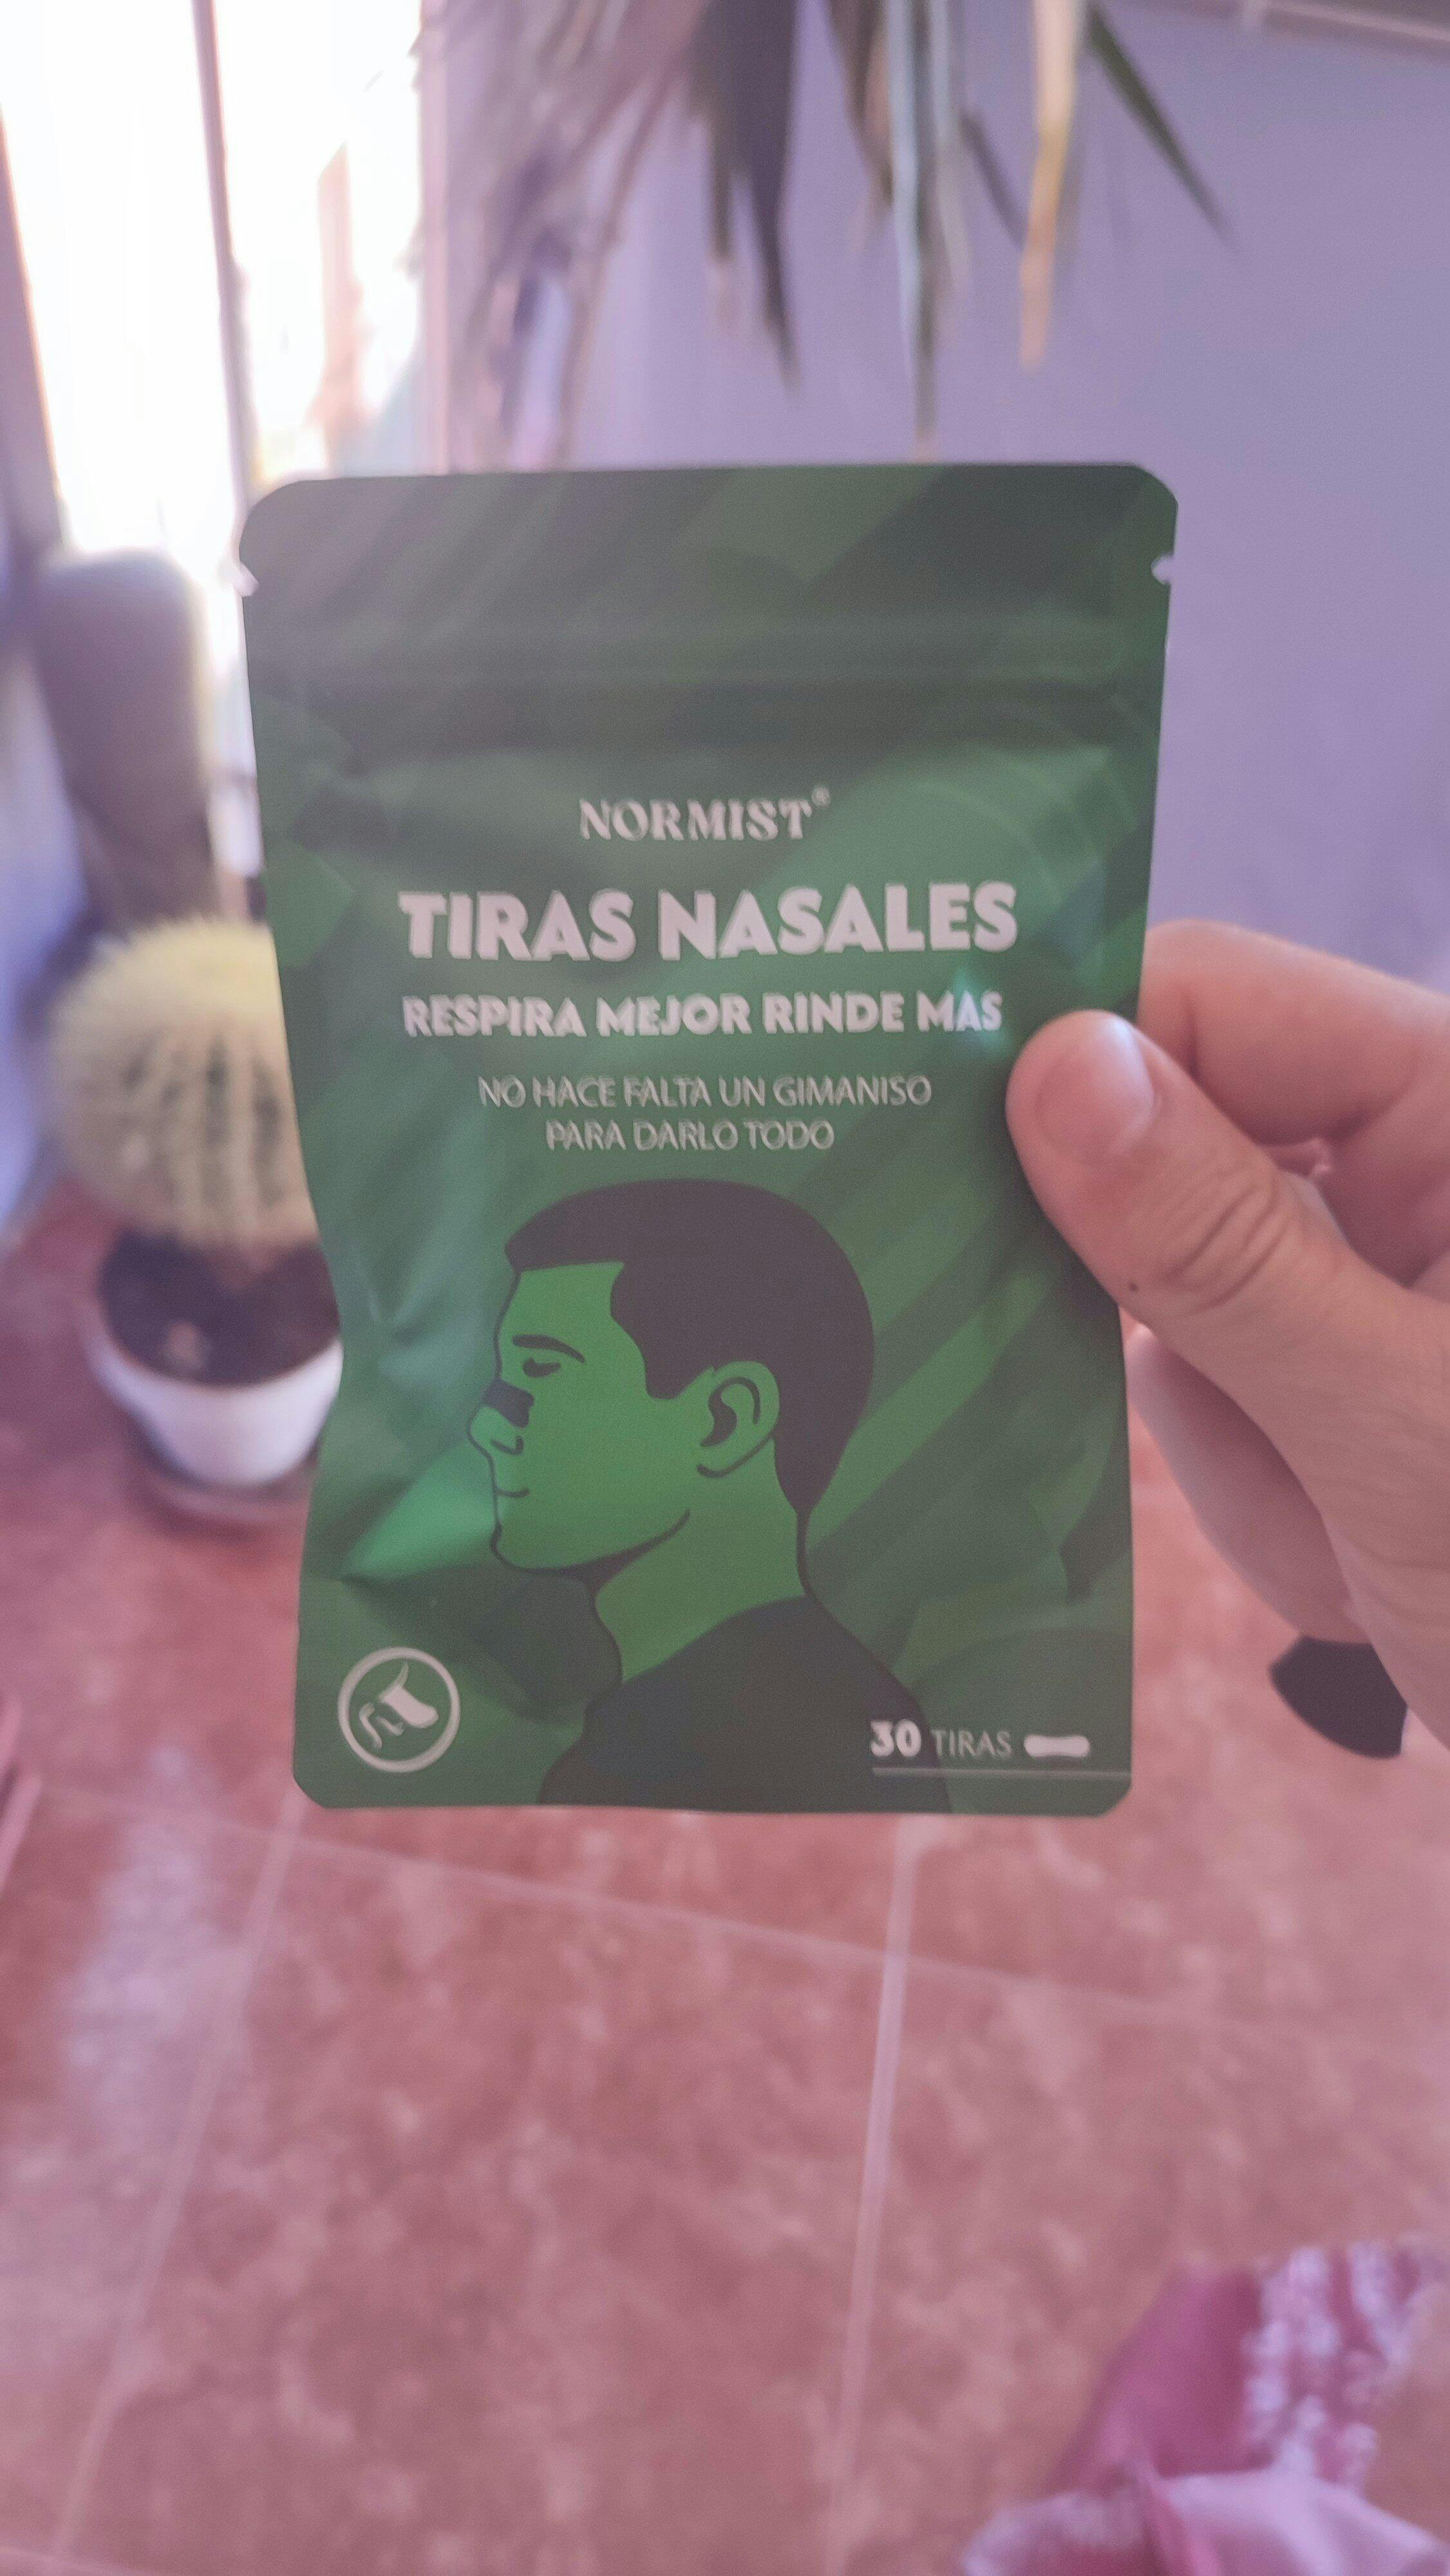 NORMIST®
TIRAS NASALES
RESPIRA MEJOR RINDE MAS
NO HACE FALTA UN GIMANISO
PARA DARLO TODO
30 TIRAS